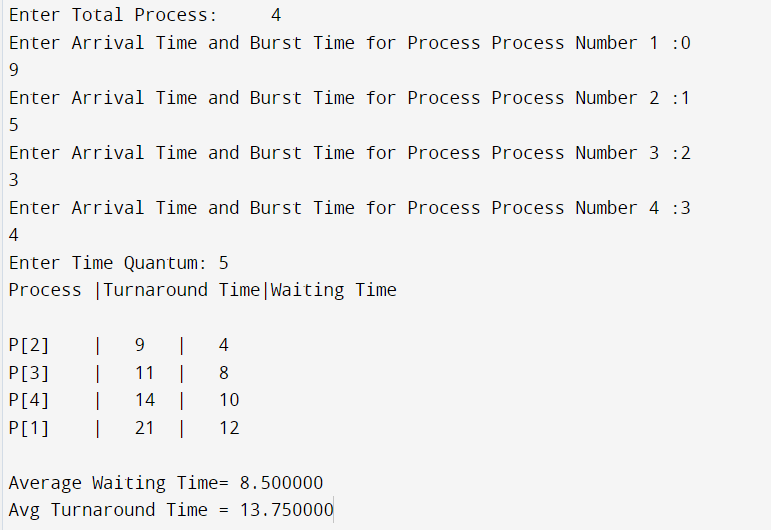 Enter Total Process:     4
Enter Arrival Time and Burst Time for Process Process Number 1 :0
9
Enter Arrival Time and Burst Time for Process Process Number 2 :1
5
Enter Arrival Time and Burst Time for Process Process Number 3 :2
3
Enter Arrival Time and Burst Time for Process Process Number 4 :3
4
Enter Time Quantum: 5
Process |Turnaround Time|Waiting Time
P[2]    |   9   |   4
P[3]    |   11  |   8
P[4]    |   14  |   10
P[1]    |   21  |   12
Average Waiting Time= 8.500000
Avg Turnaround Time = 13.750000